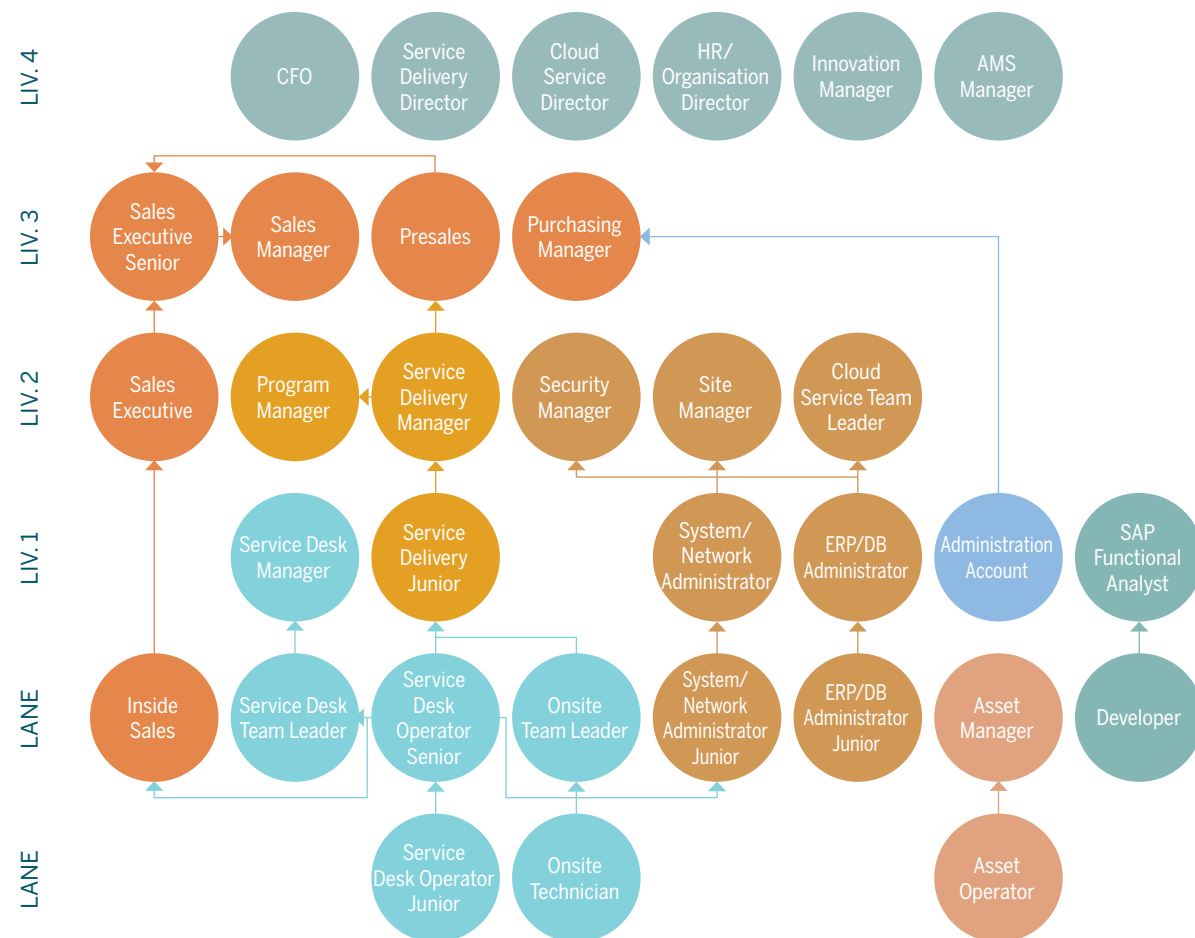 LIV. 4
CFO
Service
Delivery
Director
Cloud
Service
Director
HR/
Organisation
Director
Innovation
Manager
AMS
Manager
LIV. 3
Sales
Executive
Senior
Sales
Manager
Presales
Purchasing
Manager
LIV. 2
Sales
Executive
Program
Manager
Service
Delivery
Manager
Security
Manager
Site
Manager
Cloud
Service Team
Leader
LIV. 1
Service Desk
Manager
Service
Delivery
Junior
System/
Network
Administrator
ERP/DB
Administrator
Administration
Account
SAP
Functional
Analyst
LANE
Inside
Sales
Service Desk
Team Leader
Service
Desk
Operator
Senior
Onsite
Team Leader
System/
Network
Administrator
Junior
ERP/DB
Administrator
Junior
Asset
Manager
Developer
LANE
Service
Desk Operator
Junior
Onsite
Technician
Asset
Operator